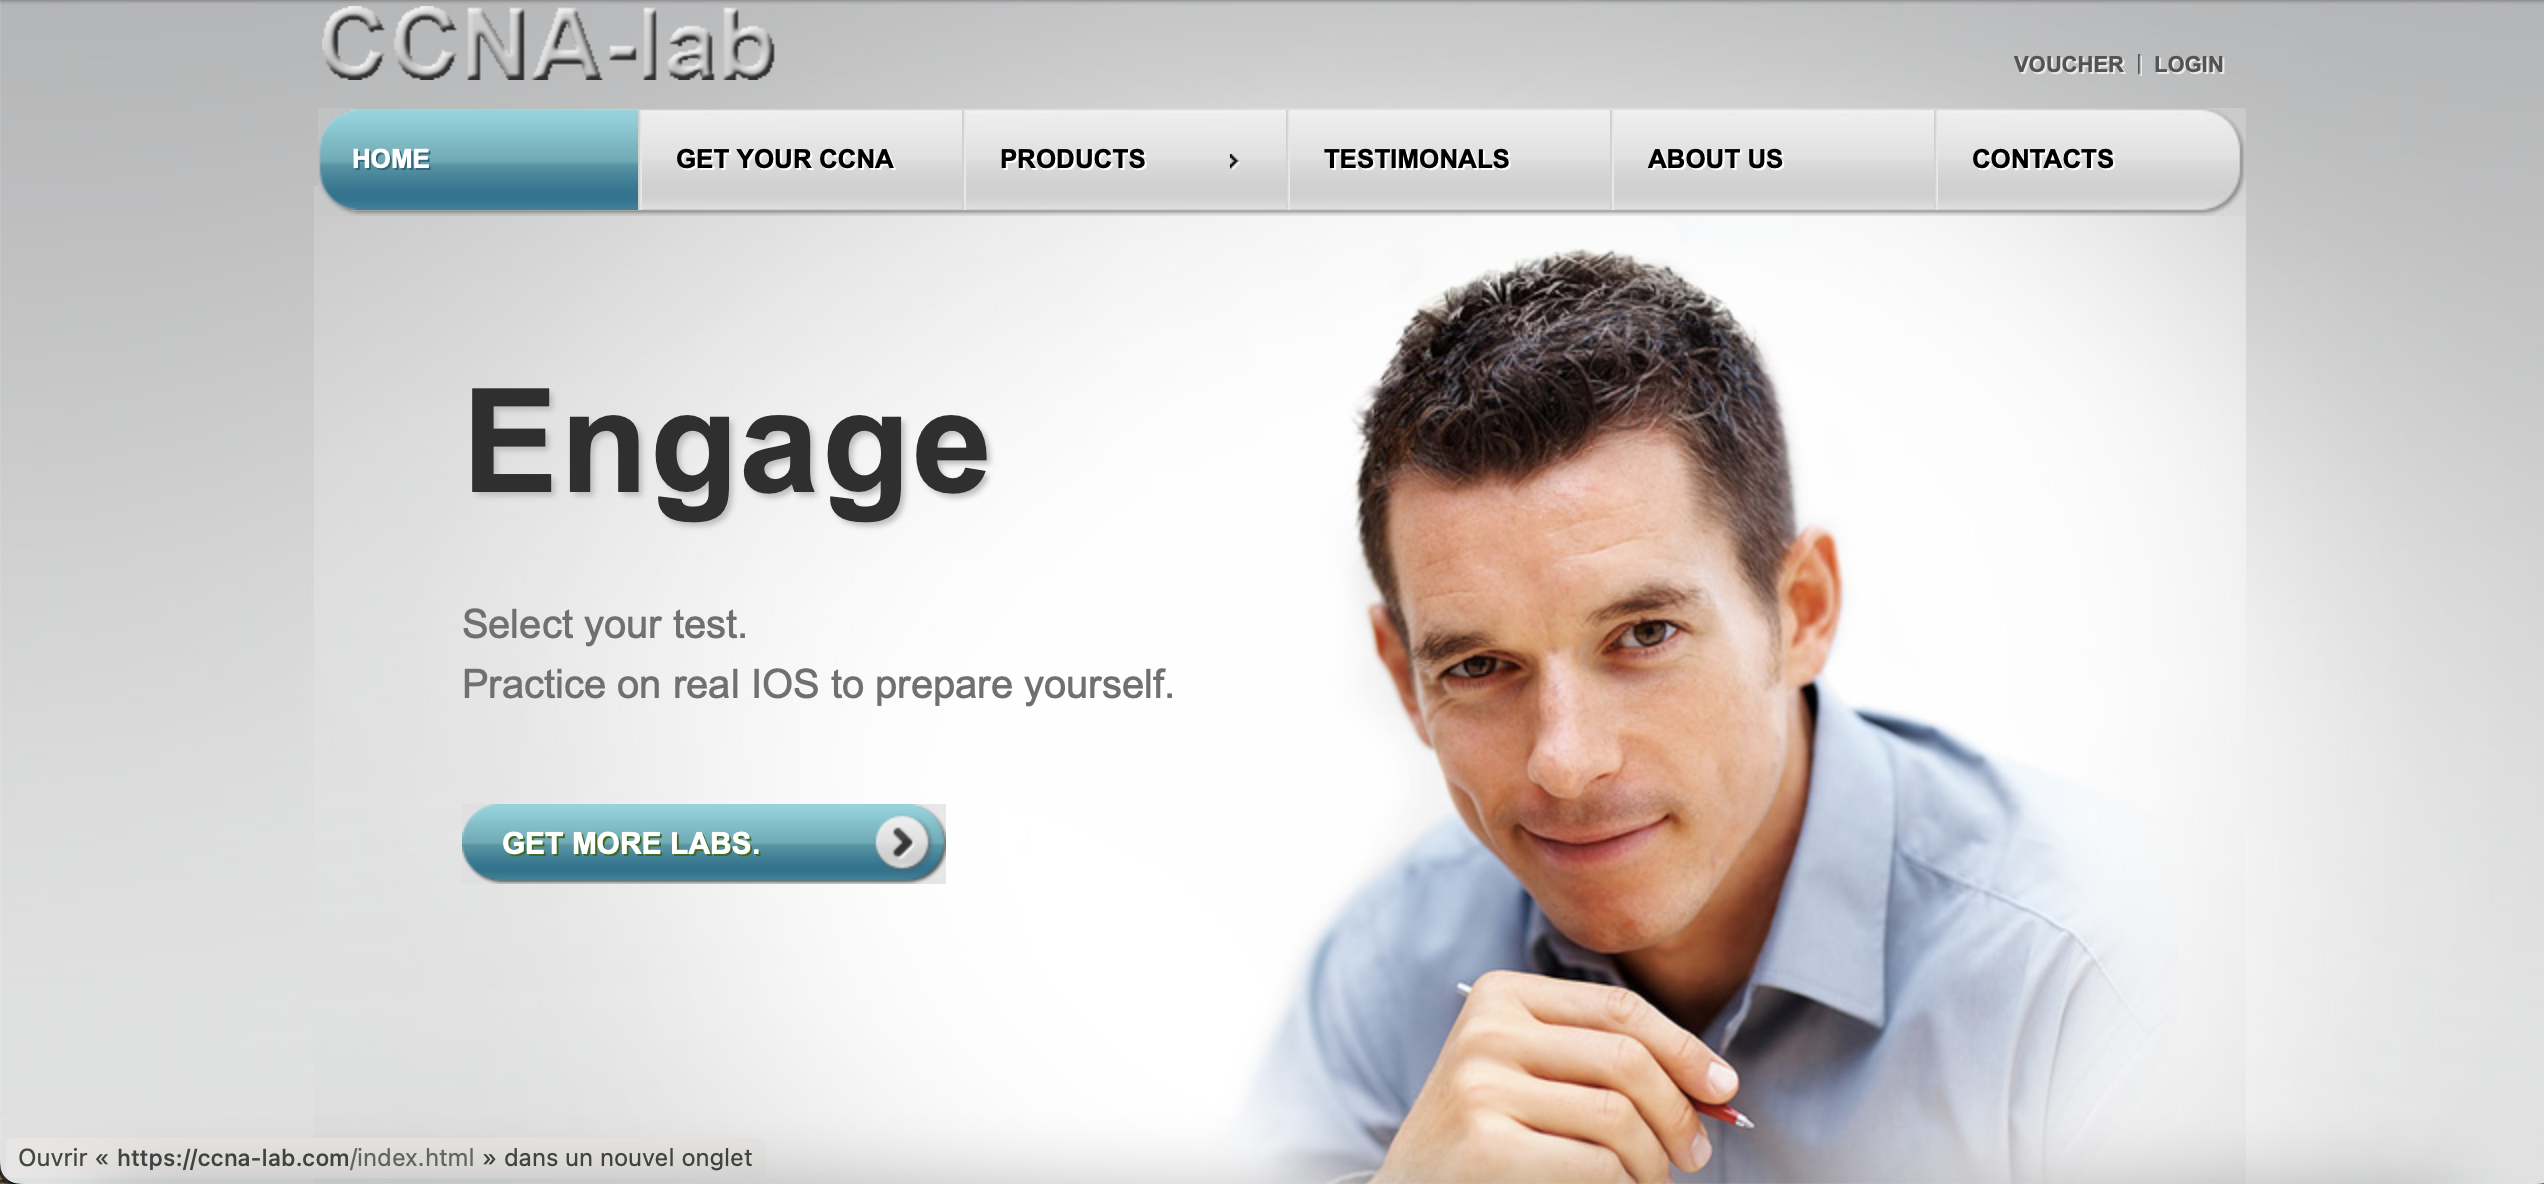 CCNA-lab
VOUCHER | LOGIN
HOME
GET YOUR CCNA
PRODUCTS
TESTIMONALS
ABOUT US
CONTACTS
Engage
Select your test.
Practice on real IOS to prepare yourself.
GET MORE LABS.
Ouvrir « https://ccna-lab.com/index.html » dans un nouvel onglet